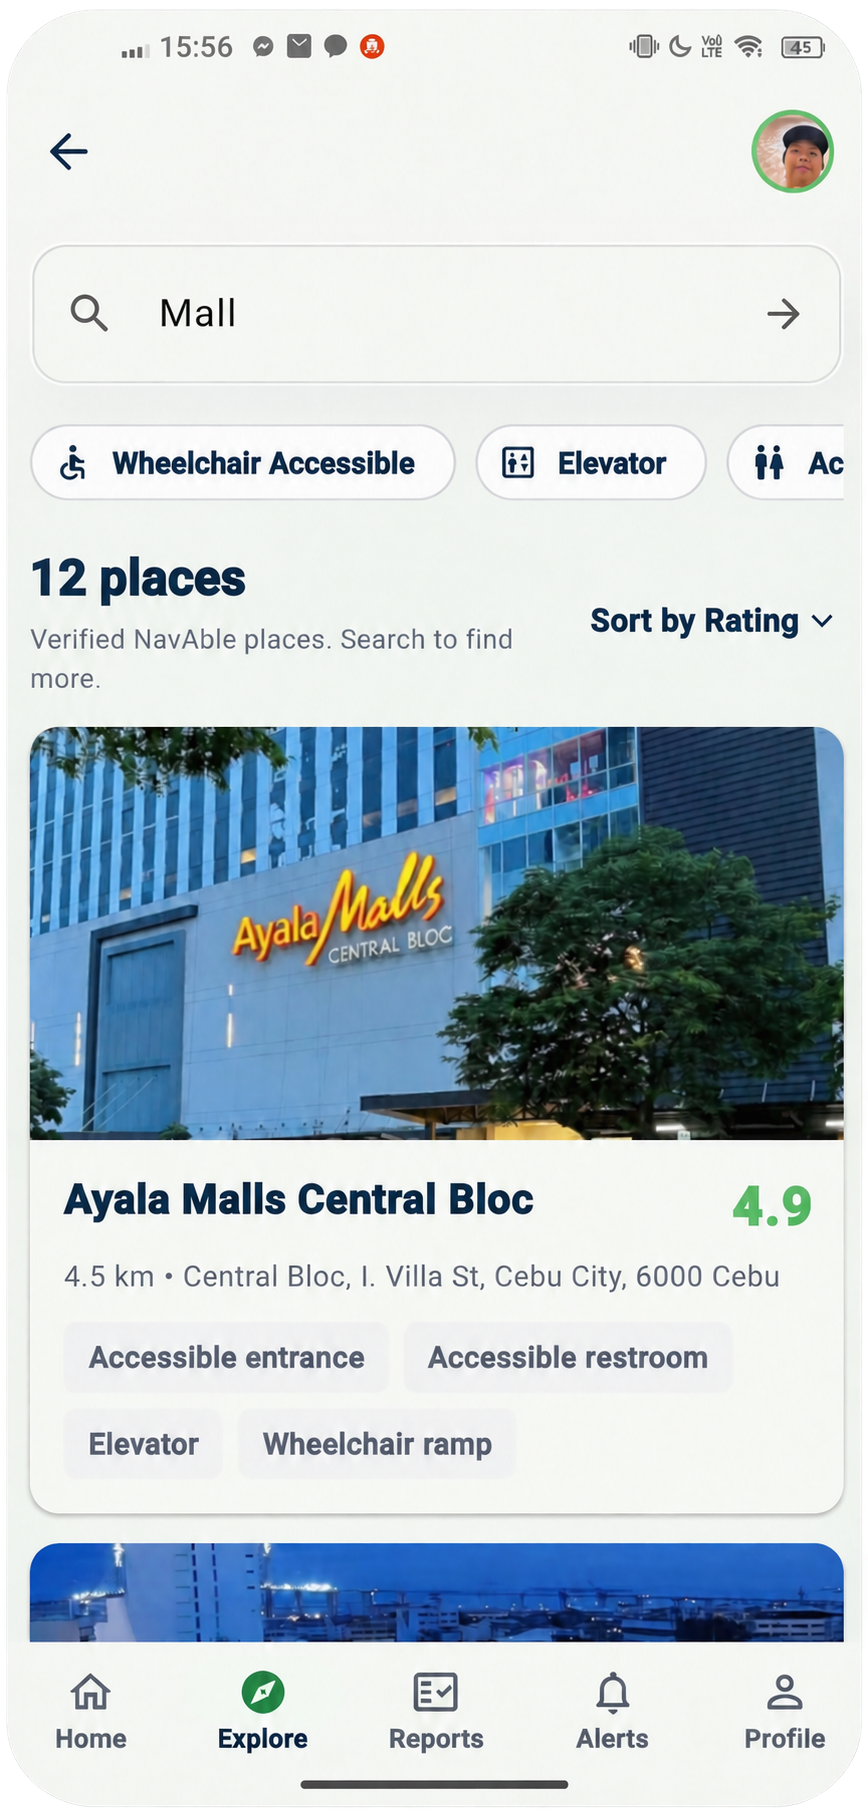 15:56
Vo)) LTE
45
Mall
Wheelchair Accessible
Elevator
Ac
12 places
Verified NavAble places. Search to find
more.
Sort by Rating
Ayala Malls
CENTRAL BLOC
Ayala Malls Central Bloc
4.9
4.5 km • Central Bloc, I. Villa St, Cebu City, 6000 Cebu
Accessible entrance
Accessible restroom
Elevator
Wheelchair ramp
Home
Explore
Reports
Alerts
Profile